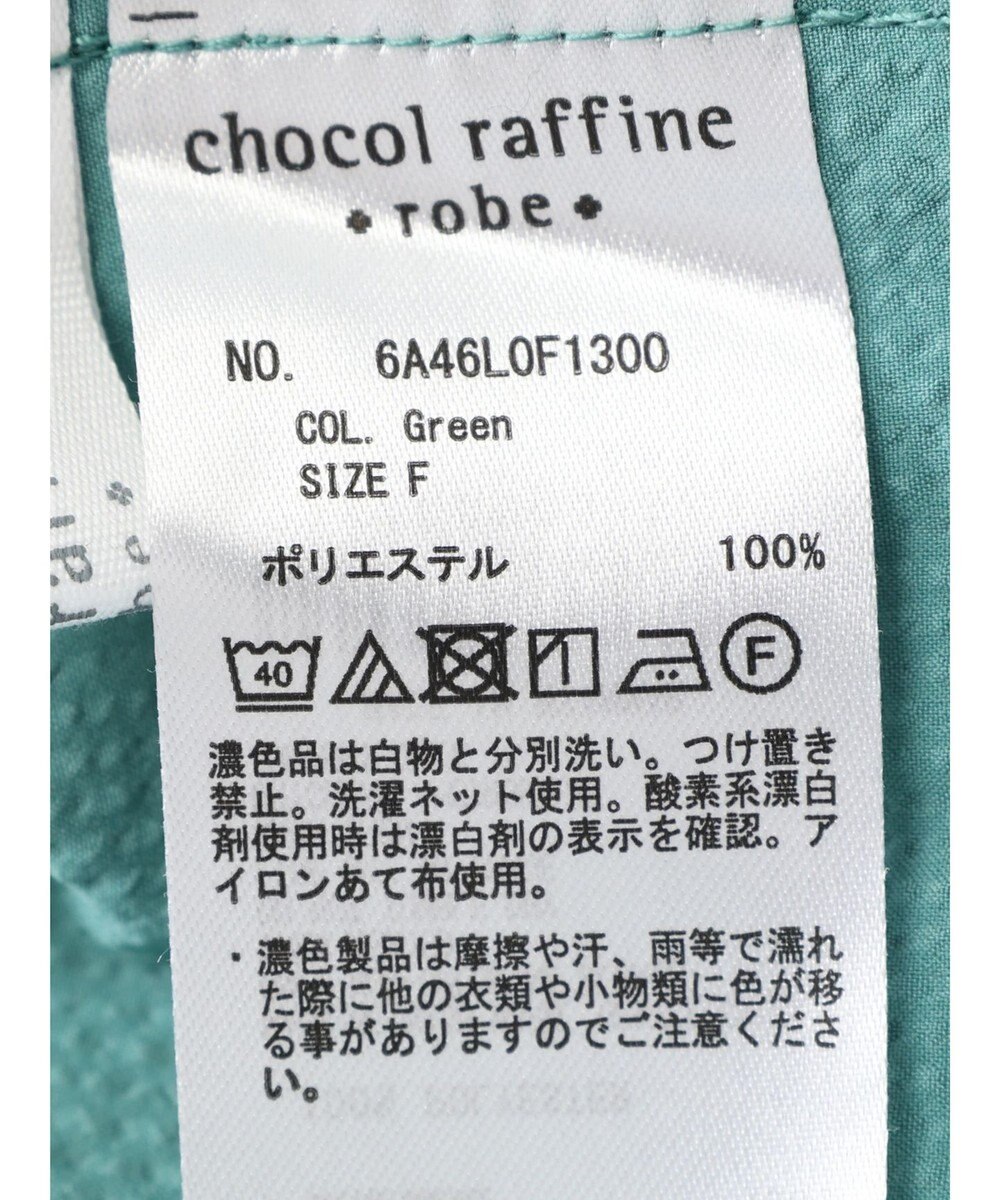 chocol raffine
robe
NO. 6A46L0F1300
COL. Green
SIZE F
ポリエステル 100%
40 F
濃色品は白物と分別洗い。つけ置き
禁止。洗濯ネット使用。酸素系漂白
剤使用時は漂白剤の表示を確認。ア
イロンあて布使用。
・濃色製品は摩擦や汗、雨等で濡れ
た際に他の衣類や小物類に色が移
る事がありますのでご注意くださ
い。